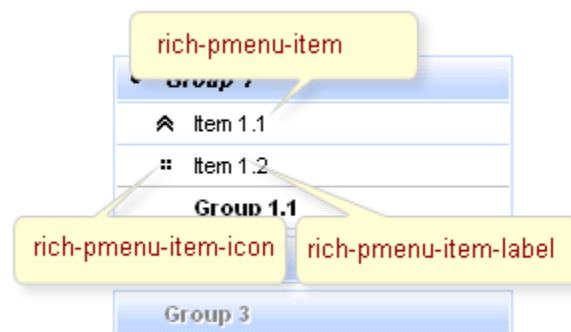 rich-pmenu-item
Group 1
Item 1.1
Item 1.2
Group 1.1
rich-pmenu-item-icon
rich-pmenu-item-label
Group 3